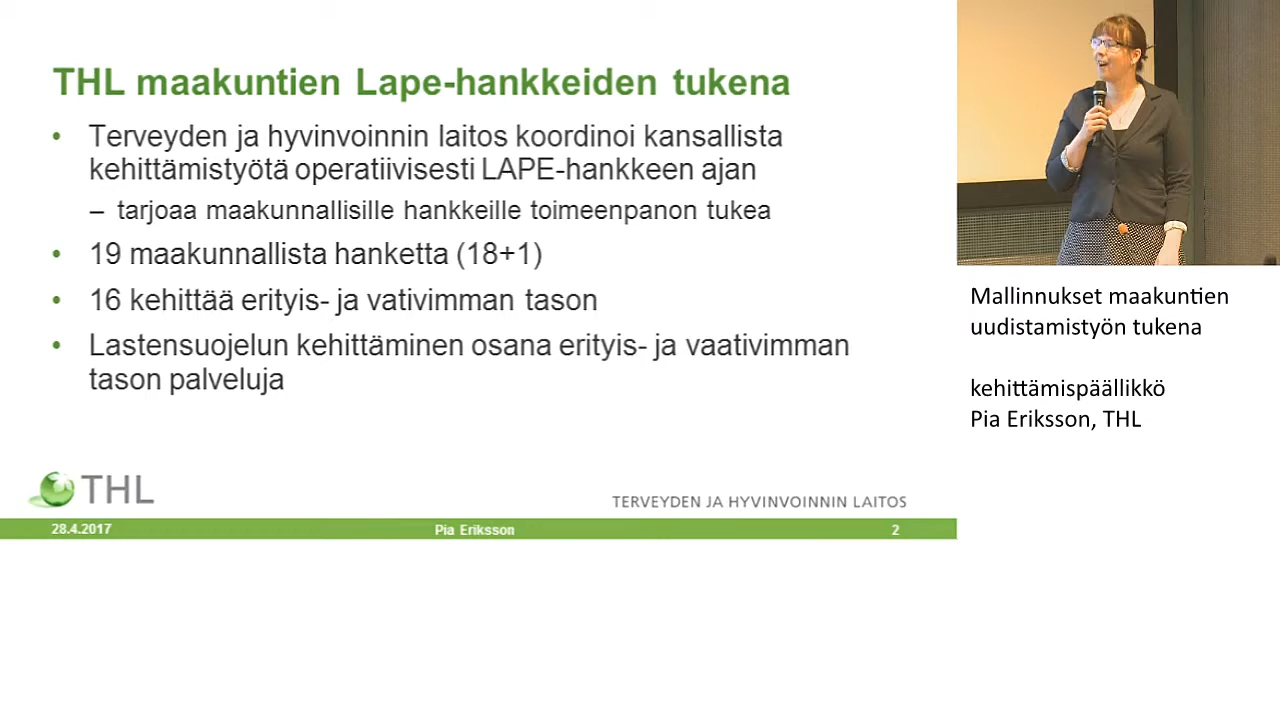 THL maakuntien Lape-hankkeiden tukena
• Terveyden ja hyvinvoinnin laitos koordinoi kansallista
kehittämistyötä operatiivisesti LAPE-hankkeen ajan
– tarjoaa maakunnallisille hankkeille toimeenpanon tukea
• 19 maakunnallista hanketta (18+1)
• 16 kehittää erityis- ja vativimman tason
• Lastensuojelun kehittäminen osana erityis- ja vaativimman
tason palveluja
THL
TERVEYDEN JA HYVINVOINNIN LAITOS
28.4.2017 Pia Eriksson 2
Mallinnukset maakuntien
uudistamistyön tukena
kehittämispäällikkö
Pia Eriksson, THL